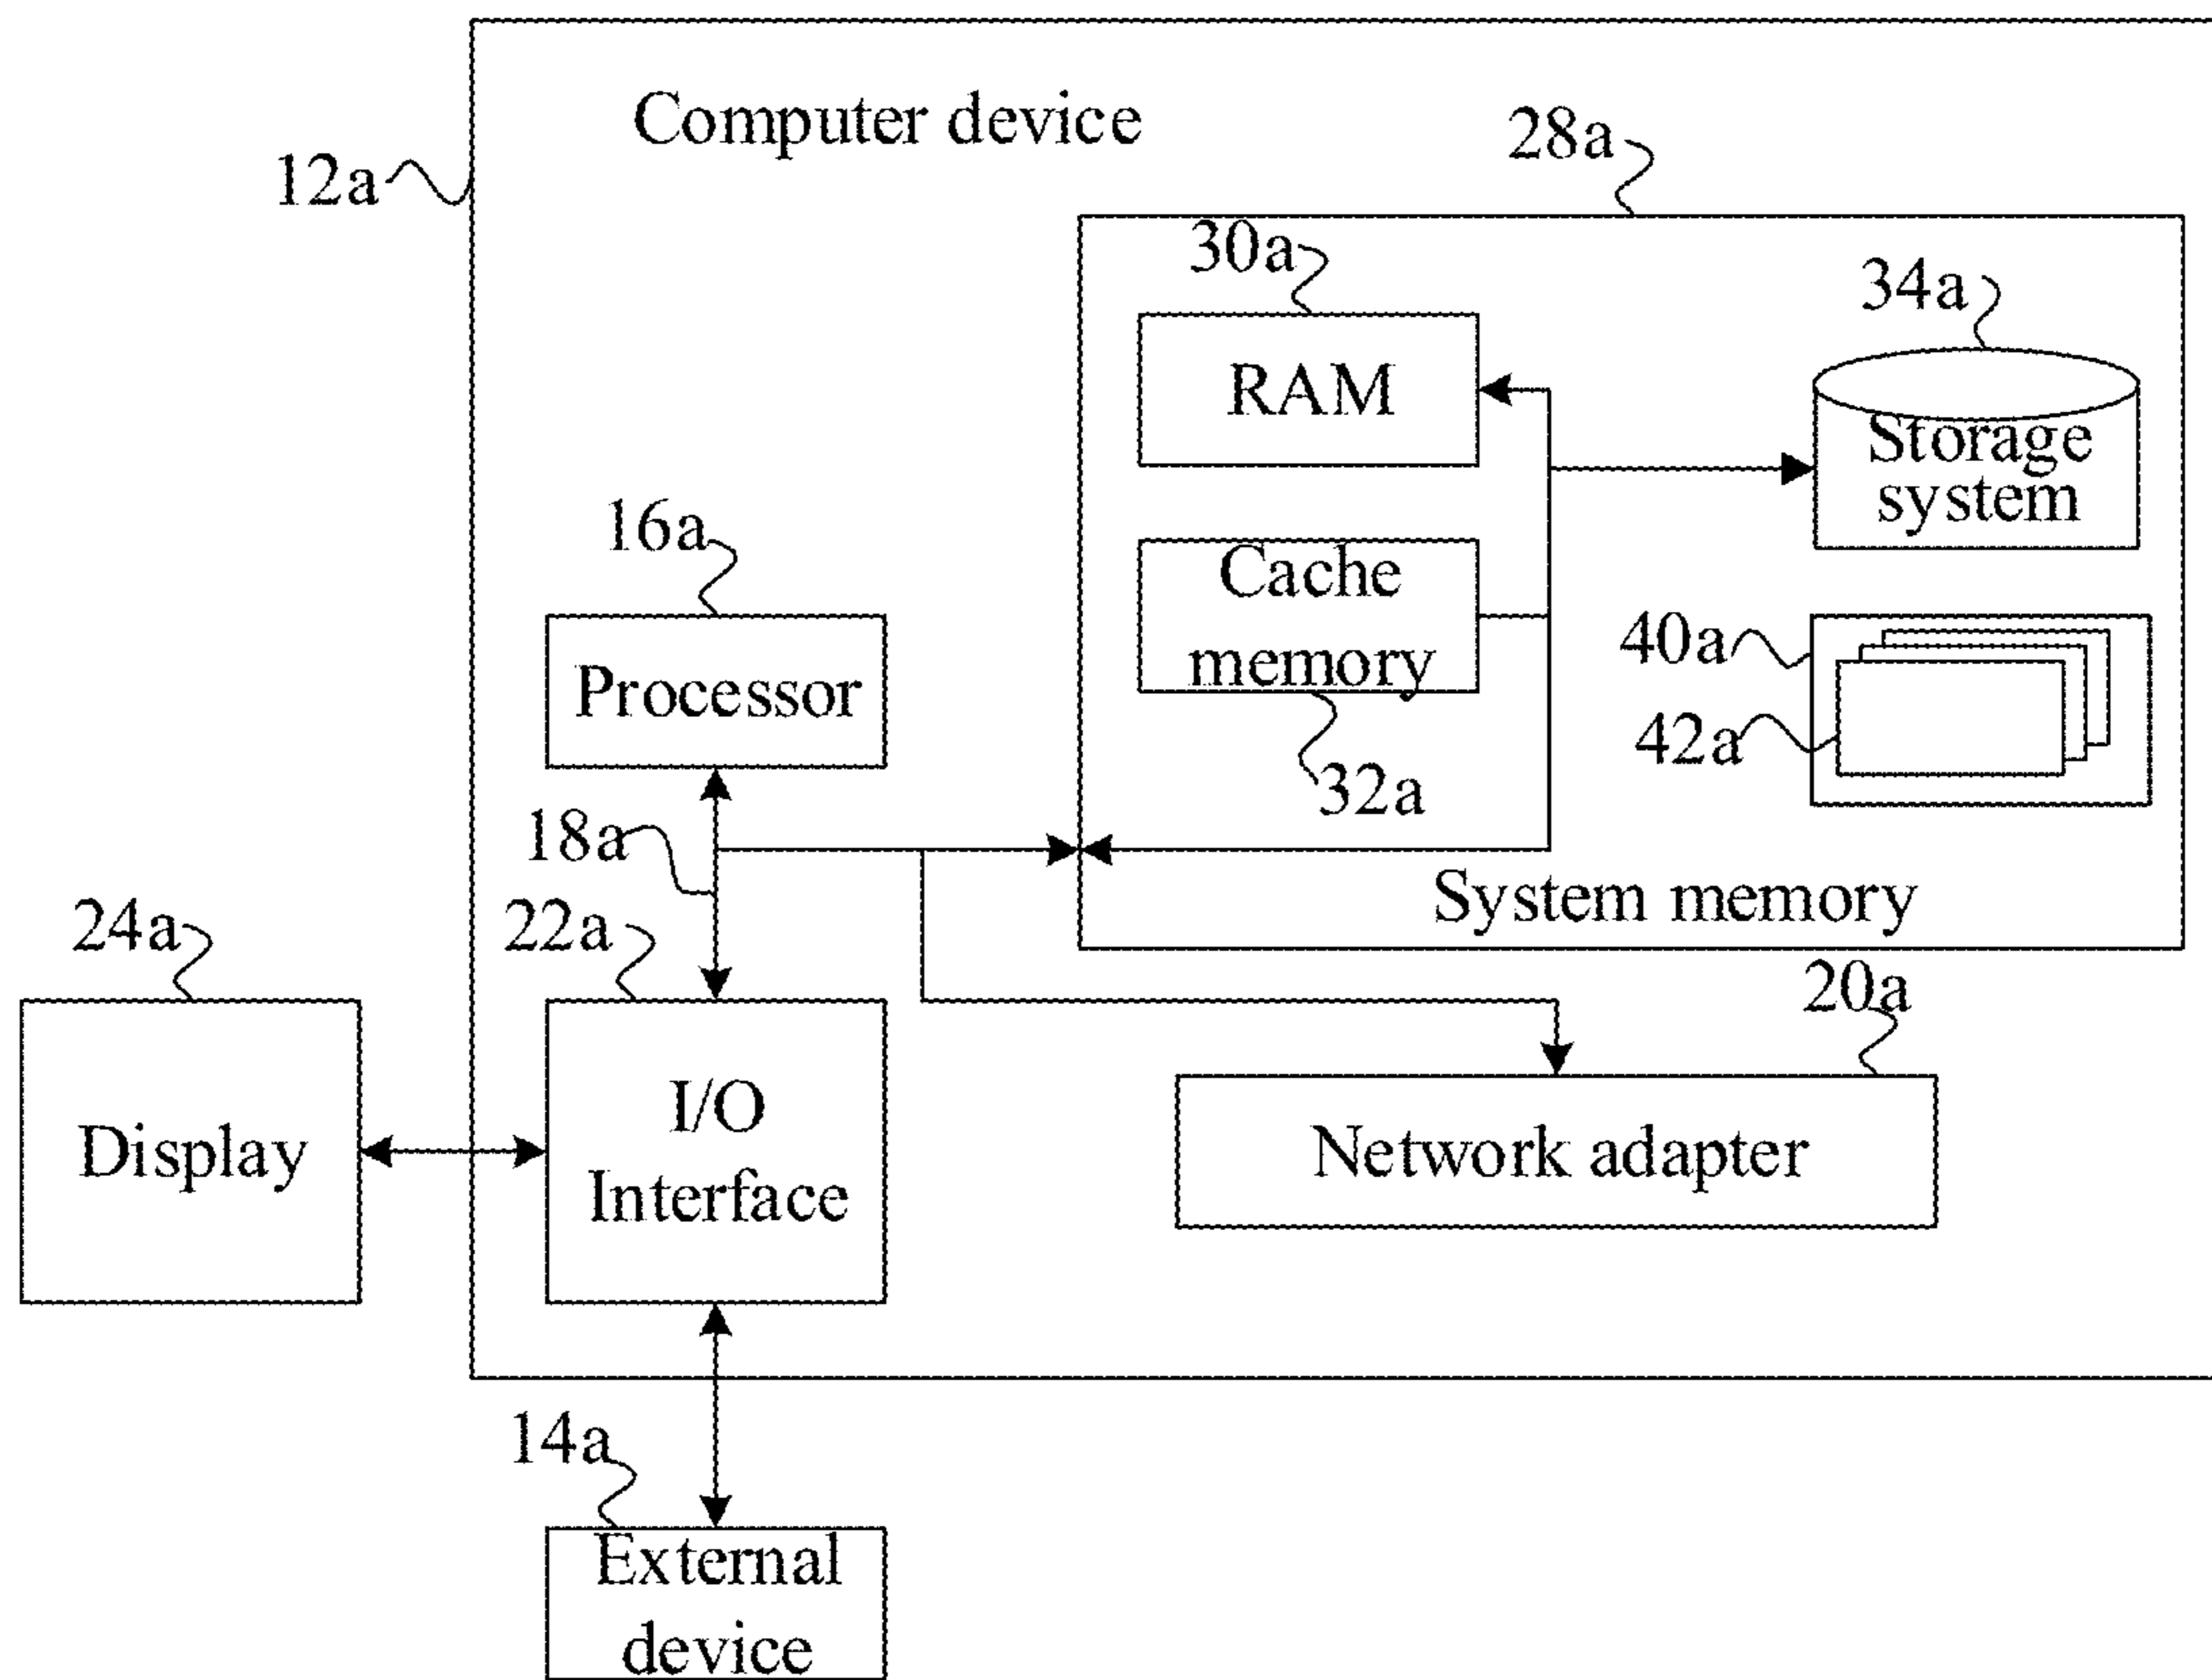 Computer device
12a
28a
30a
34a
RAM
Storage
system
16a
Cache
memory
40a
Processor
42a
32a
18a
System memory
24a
22a
20a
I/O
Interface
Display
Network adapter
14a
External
device